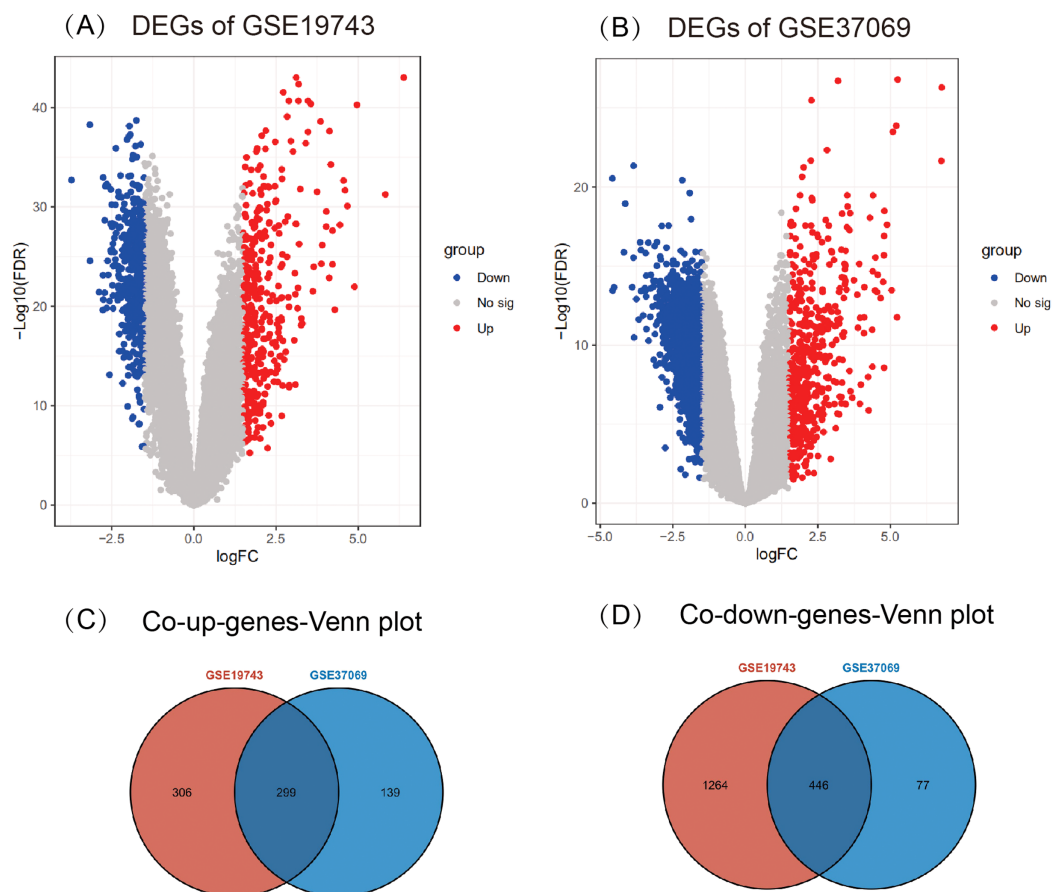 （A） DEGs of GSE19743
（B） DEGs of GSE37069
−Log10(FDR)
40
30
20
10
0
−2.5 0.0 2.5 5.0
logFC
group
Down
No sig
Up
−Log10(FDR)
20
10
0
−5.0 −2.5 0.0 2.5 5.0
logFC
group
Down
No sig
Up
（C） Co-up-genes-Venn plot
GSE19743 GSE37069
306 299 139
（D） Co-down-genes-Venn plot
GSE19743 GSE37069
1264 446 77